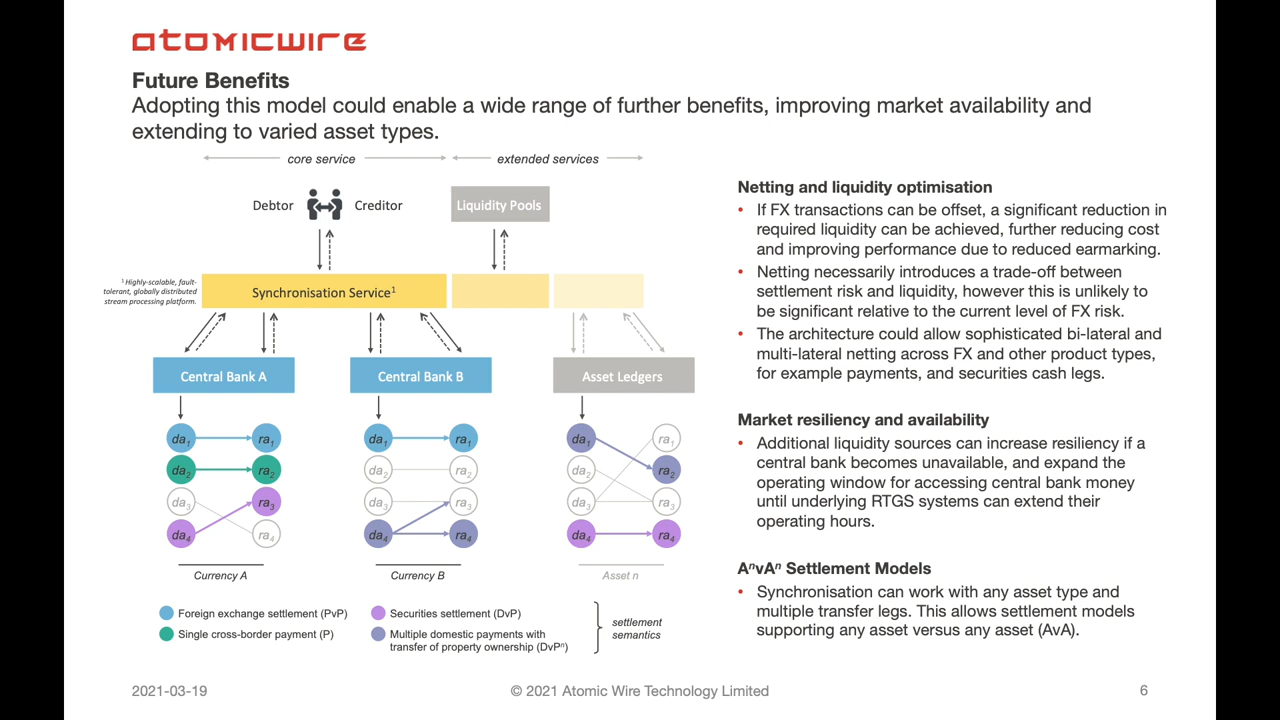 atomicwire
Future Benefits
Adopting this model could enable a wide range of further benefits, improving market availability and
extending to varied asset types.
core service
extended services
Debtor
Creditor
Liquidity Pools
1 Highly-scalable, fault-
tolerant, globally distributed
stream processing platform.
Synchronisation Service1
Central Bank A
Central Bank B
Asset Ledgers
da1 ra1 da1 ra1 da1 ra1
da2 ra2 da2 ra2 da2 ra2
da3 ra3 da3 ra3 da3 ra3
da4 ra4 da4 ra4 da4 ra4
Currency A
Currency B
Asset n
Foreign exchange settlement (PvP)
Single cross-border payment (P)
Securities settlement (DvP)
Multiple domestic payments with
transfer of property ownership (DvPn)
settlement
semantics
Netting and liquidity optimisation
• If FX transactions can be offset, a significant reduction in
required liquidity can be achieved, further reducing cost
and improving performance due to reduced earmarking.
• Netting necessarily introduces a trade-off between
settlement risk and liquidity, however this is unlikely to
be significant relative to the current level of FX risk.
• The architecture could allow sophisticated bi-lateral and
multi-lateral netting across FX and other product types,
for example payments, and securities cash legs.
Market resiliency and availability
• Additional liquidity sources can increase resiliency if a
central bank becomes unavailable, and expand the
operating window for accessing central bank money
until underlying RTGS systems can extend their
operating hours.
AnvAn Settlement Models
• Synchronisation can work with any asset type and
multiple transfer legs. This allows settlement models
supporting any asset versus any asset (AvA).
2021-03-19
© 2021 Atomic Wire Technology Limited
6